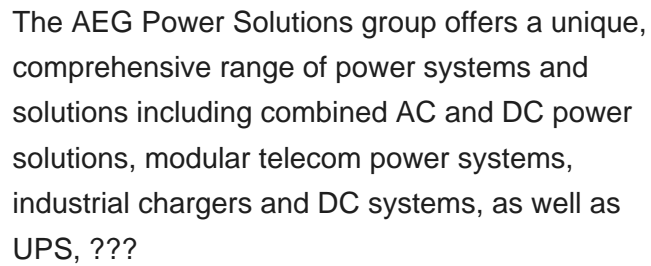 The AEG Power Solutions group offers a unique,
comprehensive range of power systems and
solutions including combined AC and DC power
solutions, modular telecom power systems,
industrial chargers and DC systems, as well as
UPS, ???